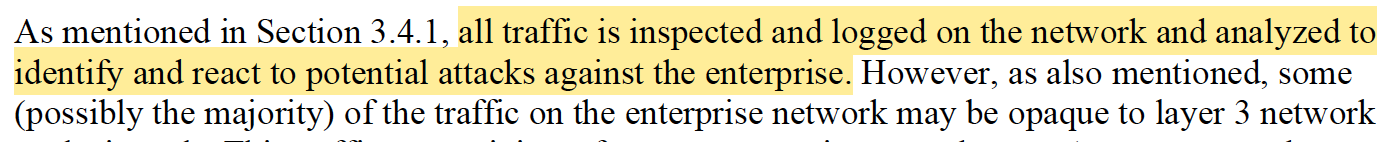 As mentioned in Section 3.4.1, all traffic is inspected and logged on the network and analyzed to
identify and react to potential attacks against the enterprise. However, as also mentioned, some
(possibly the majority) of the traffic on the enterprise network may be opaque to layer 3 network